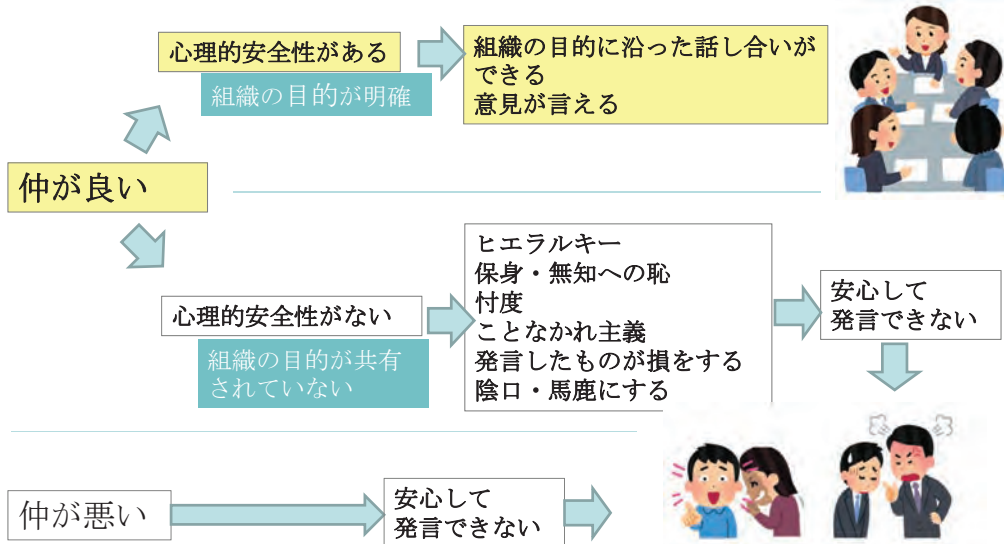 心理的安全性がある
組織の目的が明確
組織の目的に沿った話し合いが
できる
意見が言える
仲が良い
心理的安全性がない
組織の目的が共有
されていない
ヒエラルキー
保身・無知への恥
忖度
ことなかれ主義
発言したものが損をする
陰口・馬鹿にする
安心して
発言できない
仲が悪い
安心して
発言できない